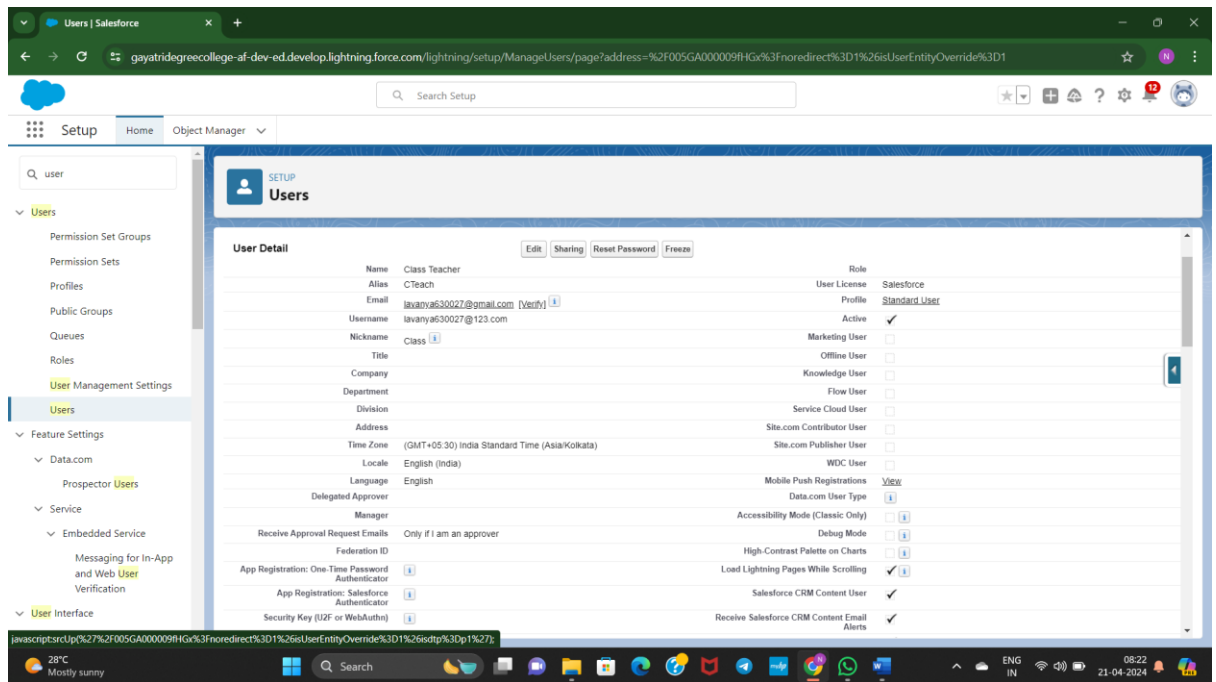 Users | Salesforce
gayatridegreecollege-af-dev-ed.develop.lightning.force.com/lightning/setup/ManageUsers/page?address=%2F005GA000009fHGx%3Fnoredirect%3D1%26isUserEntityOverride%3D1
N
Search Setup
12
Setup
Home
Object Manager
user
Users
Permission Set Groups
Permission Sets
Profiles
Public Groups
Queues
Roles
User Management Settings
Users
Feature Settings
Data.com
Prospector Users
Service
Embedded Service
Messaging for In-App
and Web User
Verification
User Interface
SETUP
Users
User Detail
Edit Sharing Reset Password Freeze
Name Class Teacher Role
Alias CTeach User License Salesforce
Email lavanya630027@gmail.com [Verify] i Profile Standard User
Username lavanya630027@123.com Active
Nickname Class i Marketing User
Title Offline User
Company Knowledge User
Department Flow User
Division Service Cloud User
Address Site.com Contributor User
Time Zone (GMT+05:30) India Standard Time (Asia/Kolkata) Site.com Publisher User
Locale English (India) WDC User
Language English Mobile Push Registrations View
Delegated Approver Data.com User Type i
Manager Accessibility Mode (Classic Only) i
Receive Approval Request Emails Only if I am an approver Debug Mode i
Federation ID High-Contrast Palette on Charts i
App Registration: One-Time Password i Load Lightning Pages While Scrolling i
Authenticator
App Registration: Salesforce i Salesforce CRM Content User
Authenticator
Security Key (U2F or WebAuthn) i Receive Salesforce CRM Content Email
Alerts
javascript:srcUp(%27%2F005GA000009fHGx%3Fnoredirect%3D1%26isUserEntityOverride%3D1%26isdtp%3Dp1%27);
28°C
Mostly sunny
Search
ENG
IN
08:22
21-04-2024